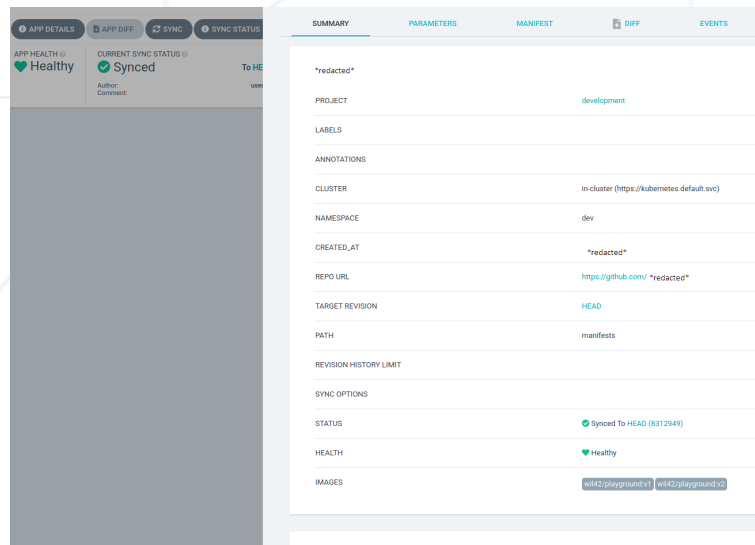 APP DETAILS APP DIFF SYNC SYNC STATUS
APP HEALTH
Healthy
CURRENT SYNC STATUS
Synced
To HE
Author: user
Comment:
SUMMARY PARAMETERS MANIFEST DIFF EVENTS
*redacted*
PROJECT development
LABELS
ANNOTATIONS
CLUSTER in-cluster (https://kubernetes.default.svc)
NAMESPACE dev
CREATED_AT *redacted*
REPO URL https://github.com/ *redacted*
TARGET REVISION HEAD
PATH manifests
REVISION HISTORY LIMIT
SYNC OPTIONS
STATUS Synced To HEAD (8312949)
HEALTH Healthy
IMAGES wil42/playground:v1 wil42/playground:v2